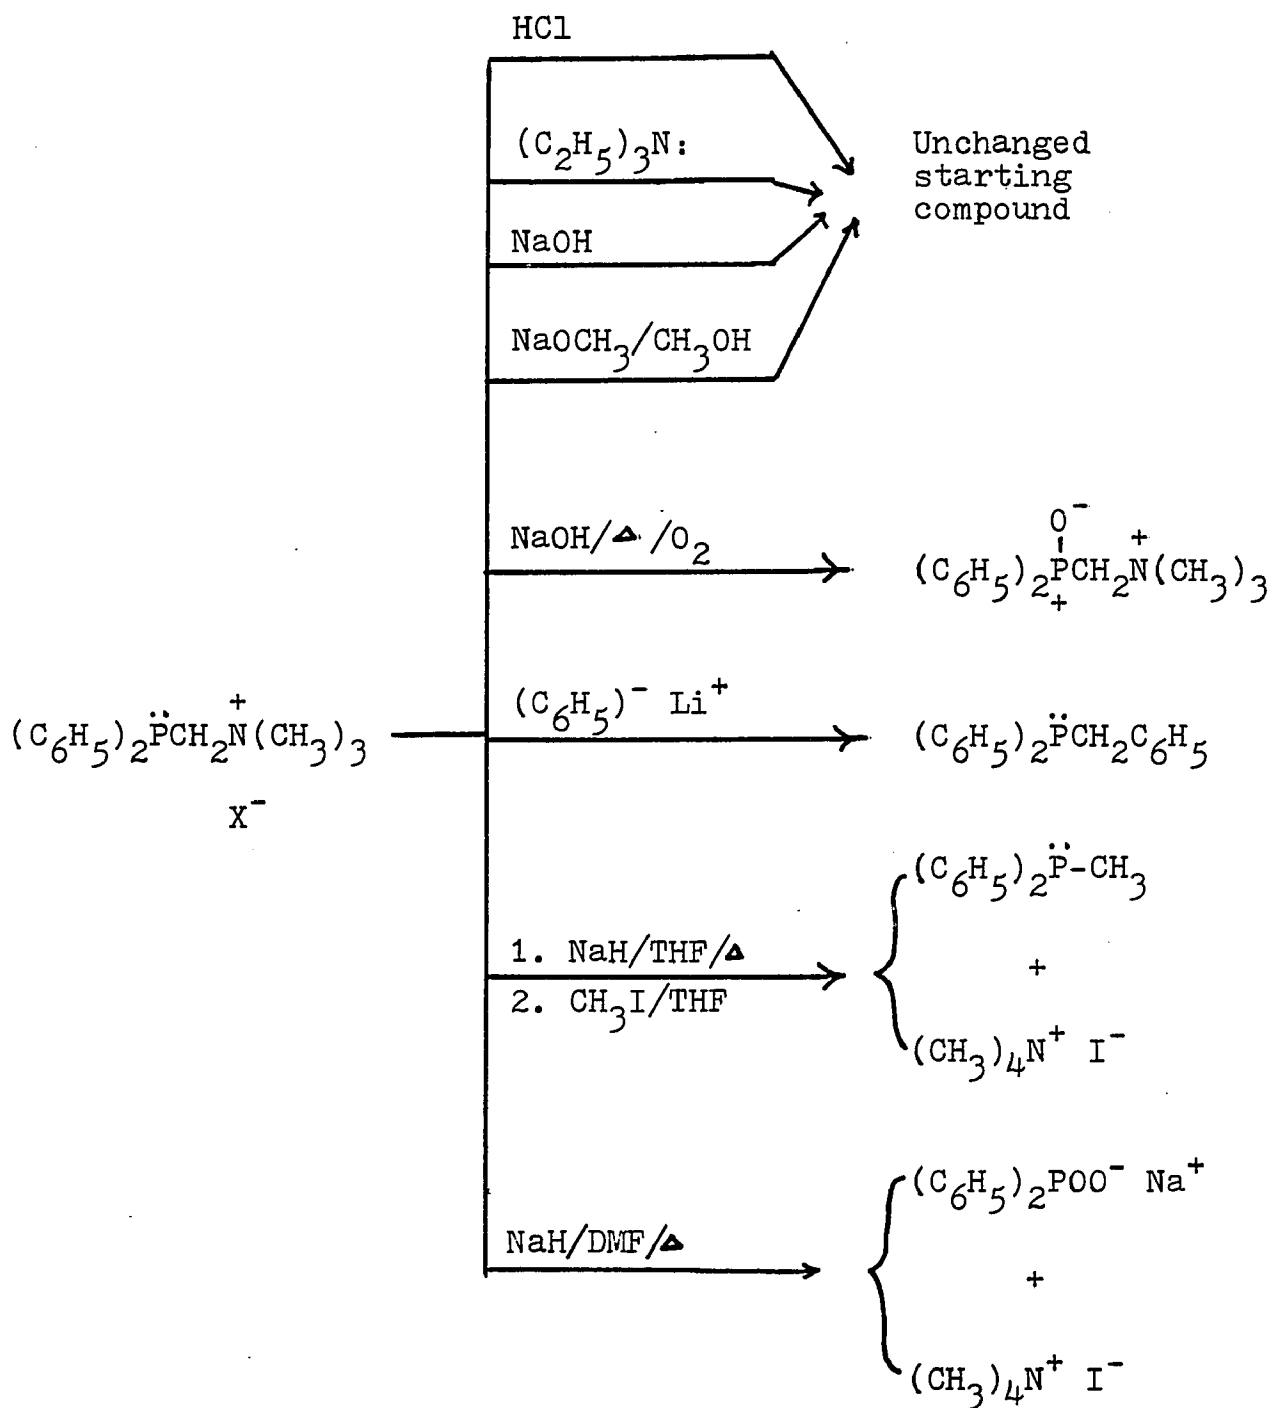 HCl
(C2H5)3N:
NaOH
NaOCH3/CH3OH
Unchanged
starting
compound
NaOH/Δ/O2
O-
+
(C6H5)2PCH2N(CH3)3
+
+
(C6H5)2P̈CH2N(CH3)3
X-
(C6H5)- Li+
(C6H5)2P̈CH2C6H5
1. NaH/THF/Δ
2. CH3I/THF
(C6H5)2P̈-CH3
+
(CH3)4N+ I-
NaH/DMF/Δ
(C6H5)2POO- Na+
+
(CH3)4N+ I-